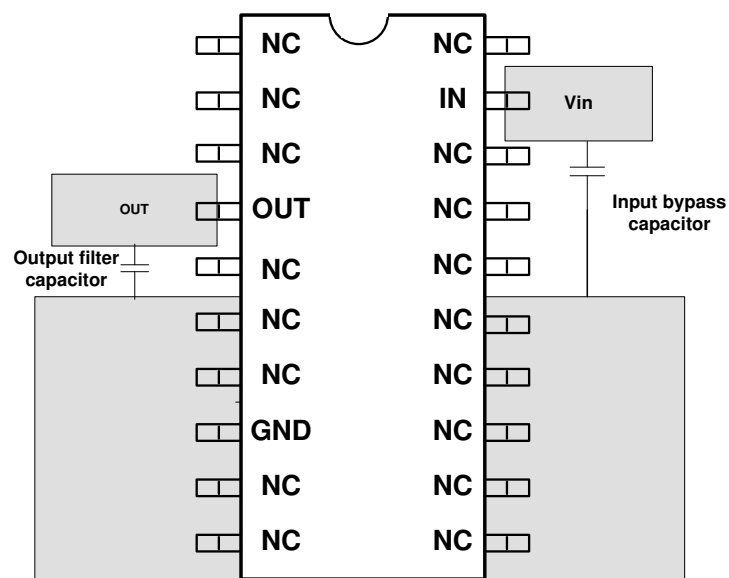 NC NC
NC IN Vin
NC NC
OUT OUT NC
Input bypass
capacitor
Output filter
capacitor
NC NC
NC NC
NC NC
GND NC
NC NC
NC NC